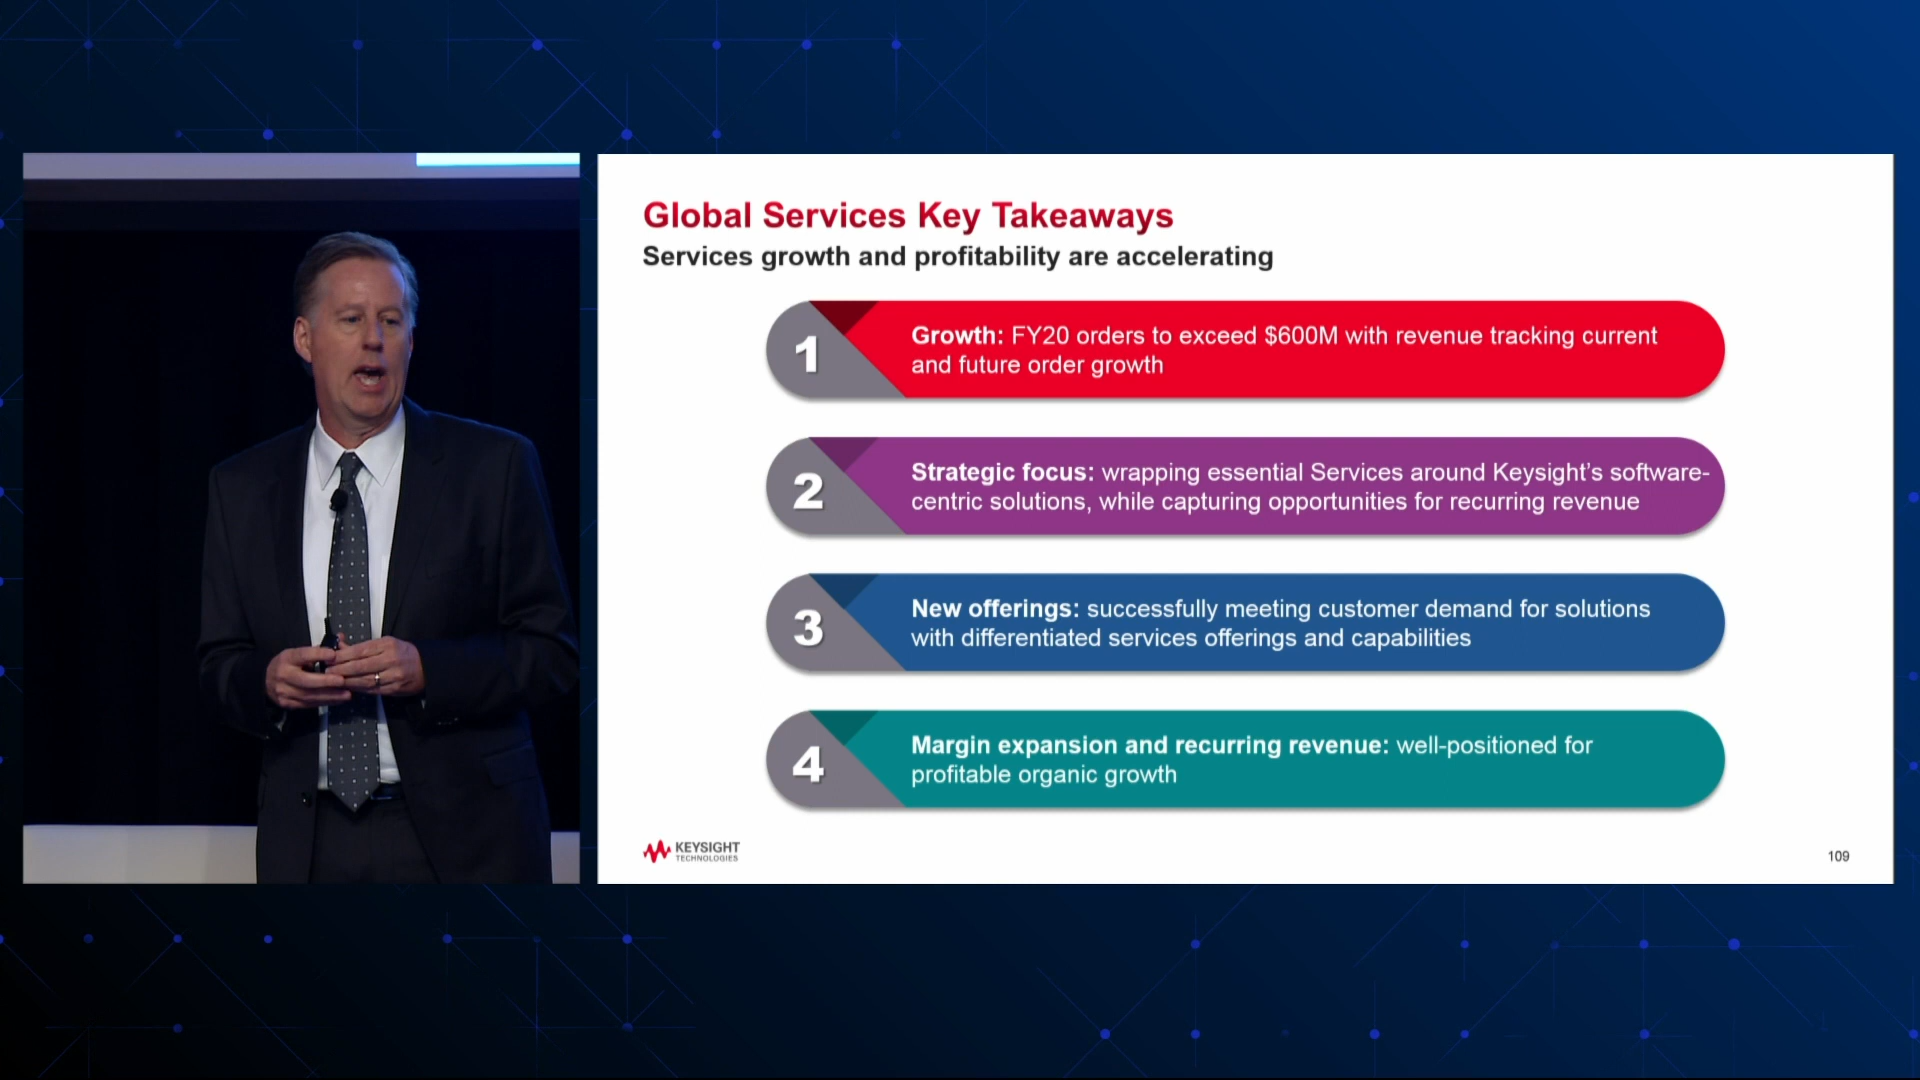 Global Services Key Takeaways
Services growth and profitability are accelerating
1
Growth: FY20 orders to exceed $600M with revenue tracking current
and future order growth
2
Strategic focus: wrapping essential Services around Keysight's software-
centric solutions, while capturing opportunities for recurring revenue
3
New offerings: successfully meeting customer demand for solutions
with differentiated services offerings and capabilities
4
Margin expansion and recurring revenue: well-positioned for
profitable organic growth
KEYSIGHT
TECHNOLOGIES
109